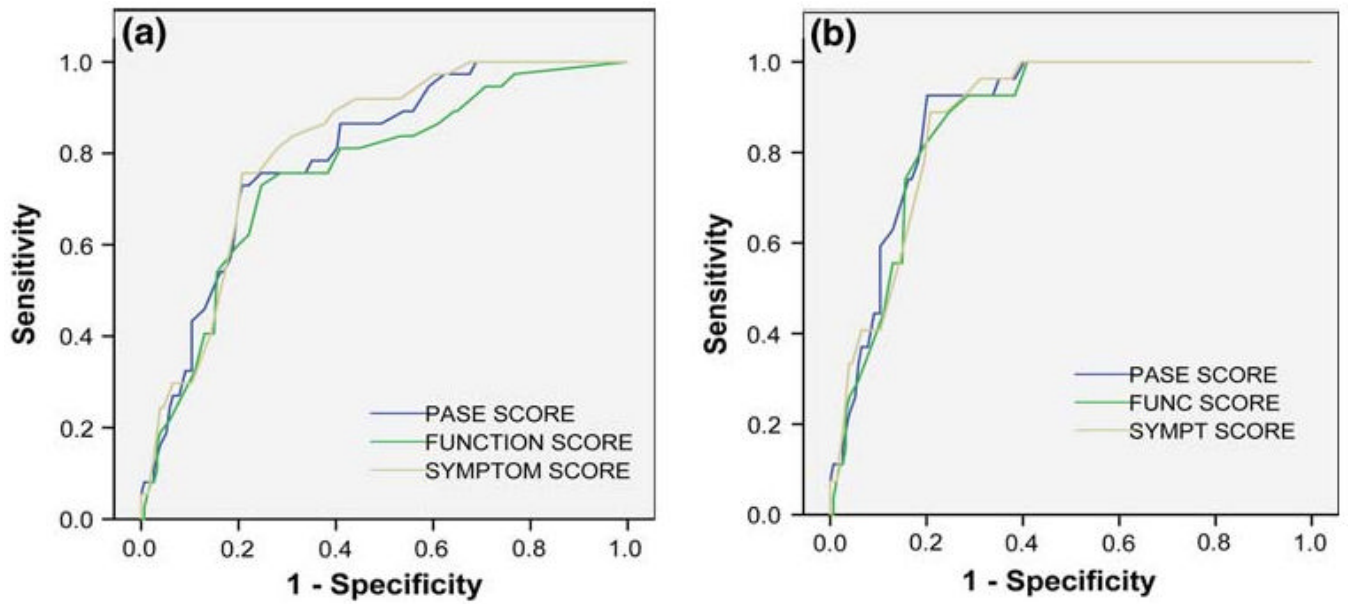 (a)
Sensitivity
1.0
0.8
0.6
0.4
0.2
0.0
PASE SCORE
FUNCTION SCORE
SYMPTOM SCORE
0.0 0.2 0.4 0.6 0.8 1.0
1 - Specificity
(b)
Sensitivity
1.0
0.8
0.6
0.4
0.2
0.0
PASE SCORE
FUNC SCORE
SYMPT SCORE
0.0 0.2 0.4 0.6 0.8 1.0
1 - Specificity